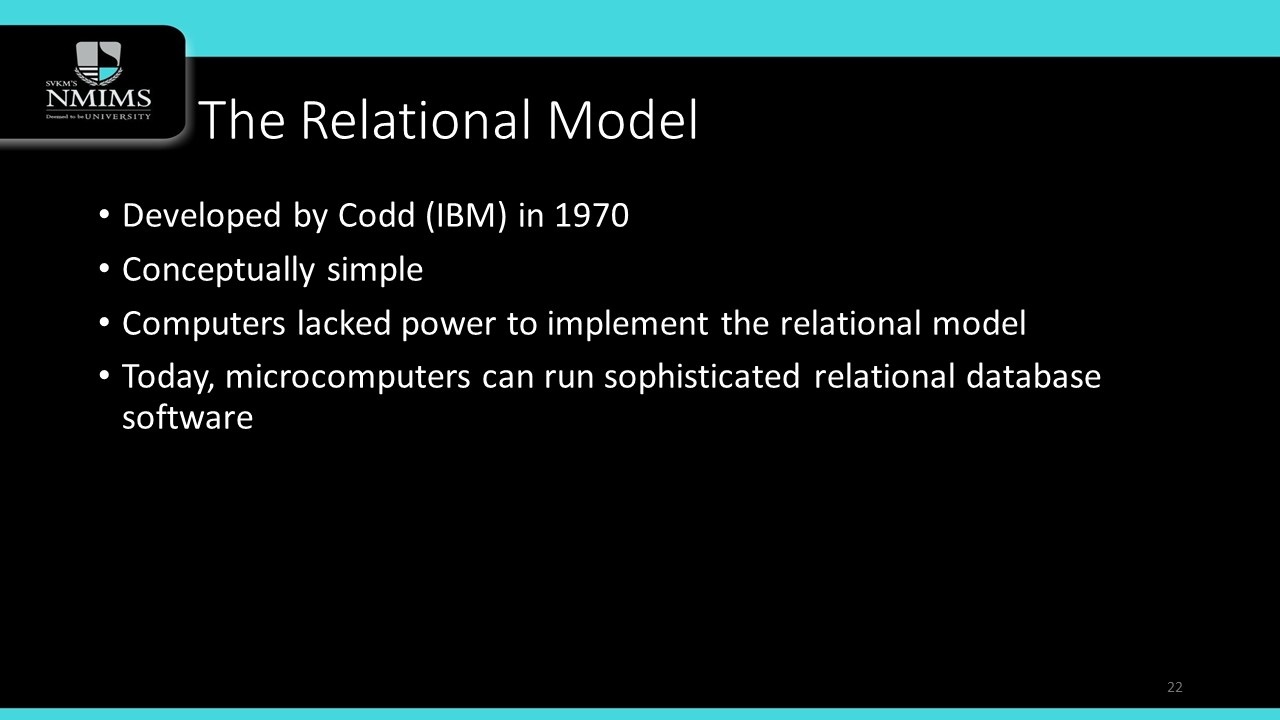 SVKM'S
NMIMS
Deemed to be UNIVERSITY
The Relational Model
• Developed by Codd (IBM) in 1970
• Conceptually simple
• Computers lacked power to implement the relational model
• Today, microcomputers can run sophisticated relational database
software
22